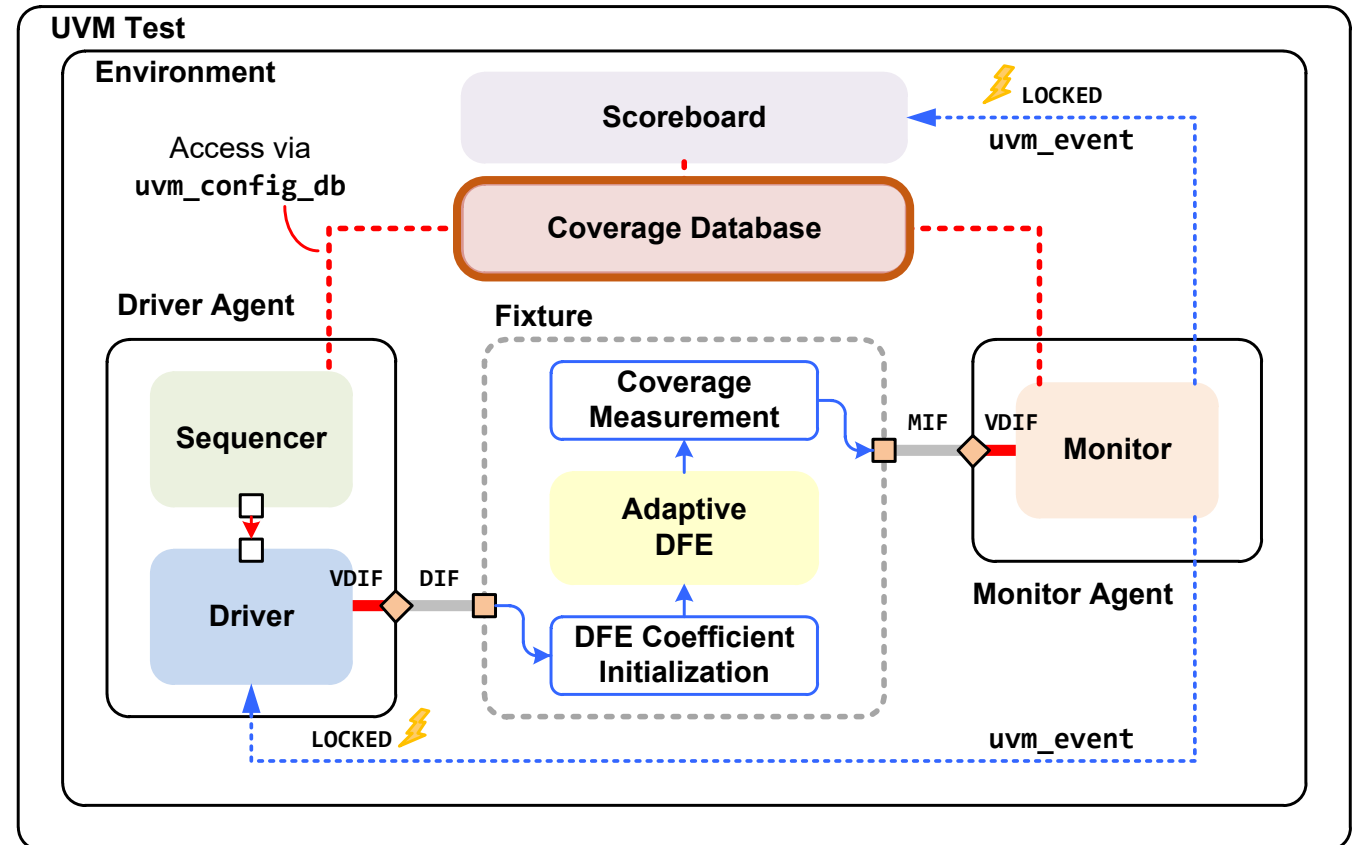 UVM Test
Environment
Scoreboard
LOCKED
uvm_event
Access via
uvm_config_db
Coverage Database
Driver Agent
Fixture
Sequencer
Coverage
Measurement
MIF
VDIF
Monitor
Adaptive
DFE
VDIF
DIF
Driver
DFE Coefficient
Initialization
Monitor Agent
LOCKED
uvm_event